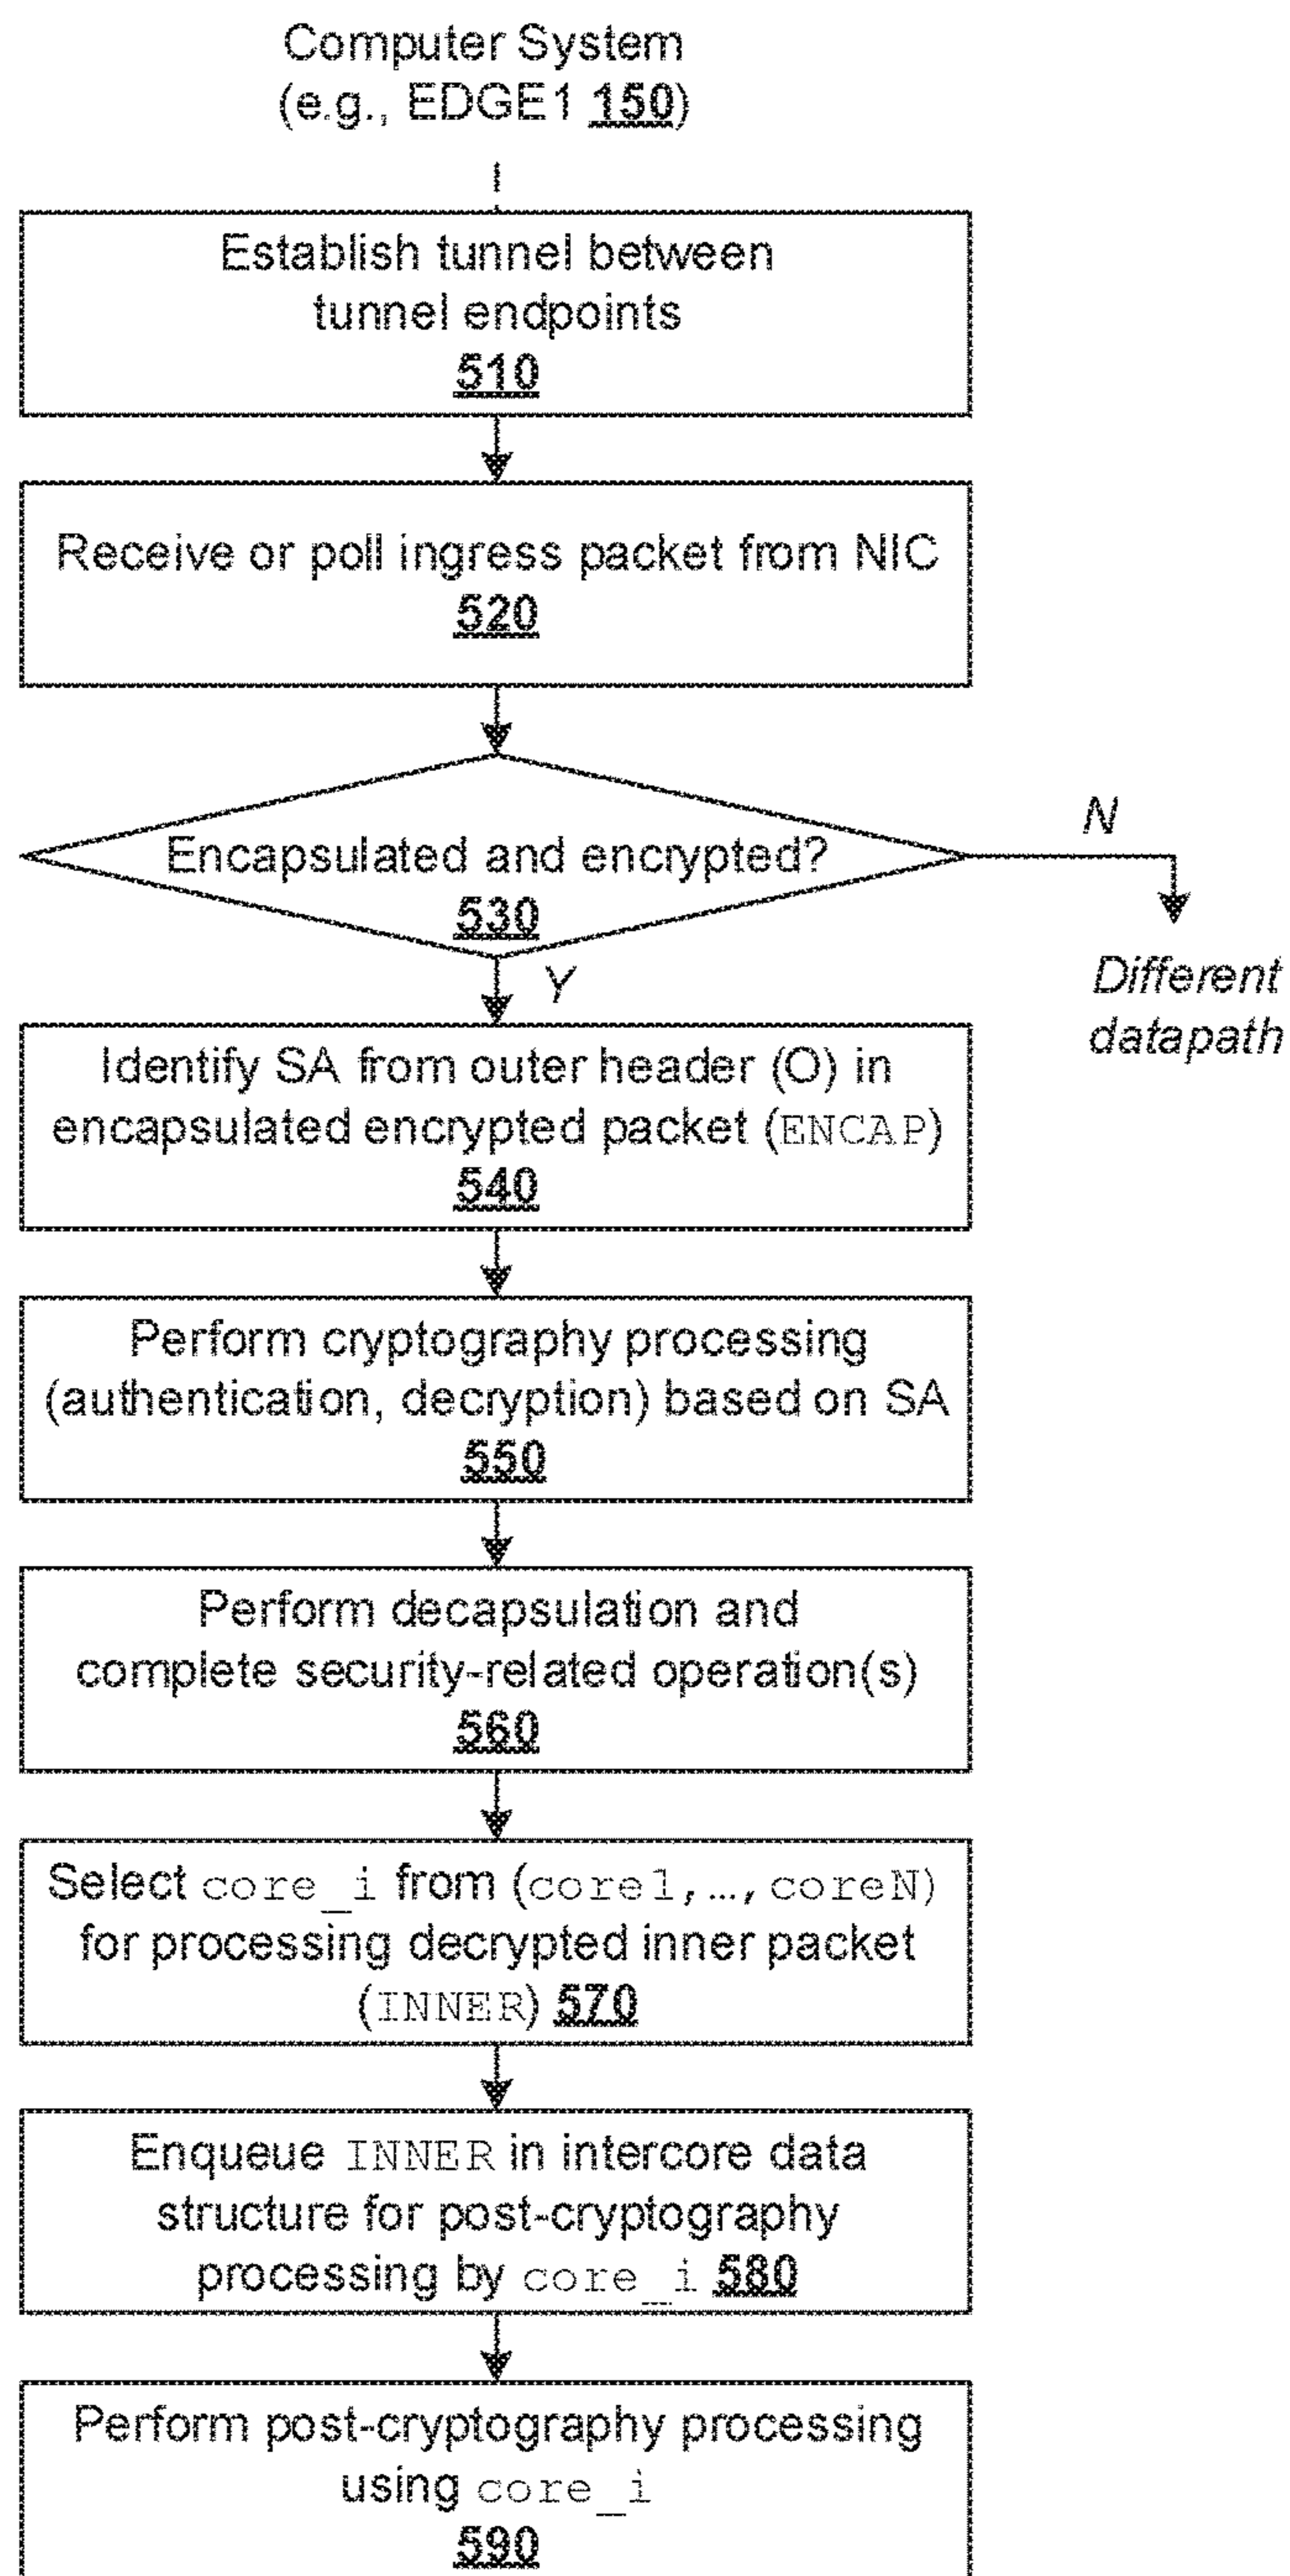 Computer System
(e.g., EDGE1 150)
Establish tunnel between
tunnel endpoints
510
Receive or poll ingress packet from NIC
520
Encapsulated and encrypted?
530
N
Y
Different
datapath
Identify SA from outer header (O) in
encapsulated encrypted packet (ENCAP)
540
Perform cryptography processing
(authentication, decryption) based on SA
550
Perform decapsulation and
complete security-related operation(s)
560
Select core_i from (core1,…,coreN)
for processing decrypted inner packet
(INNER) 570
Enqueue INNER in intercore data
structure for post-cryptography
processing by core_i 580
Perform post-cryptography processing
using core_i
590